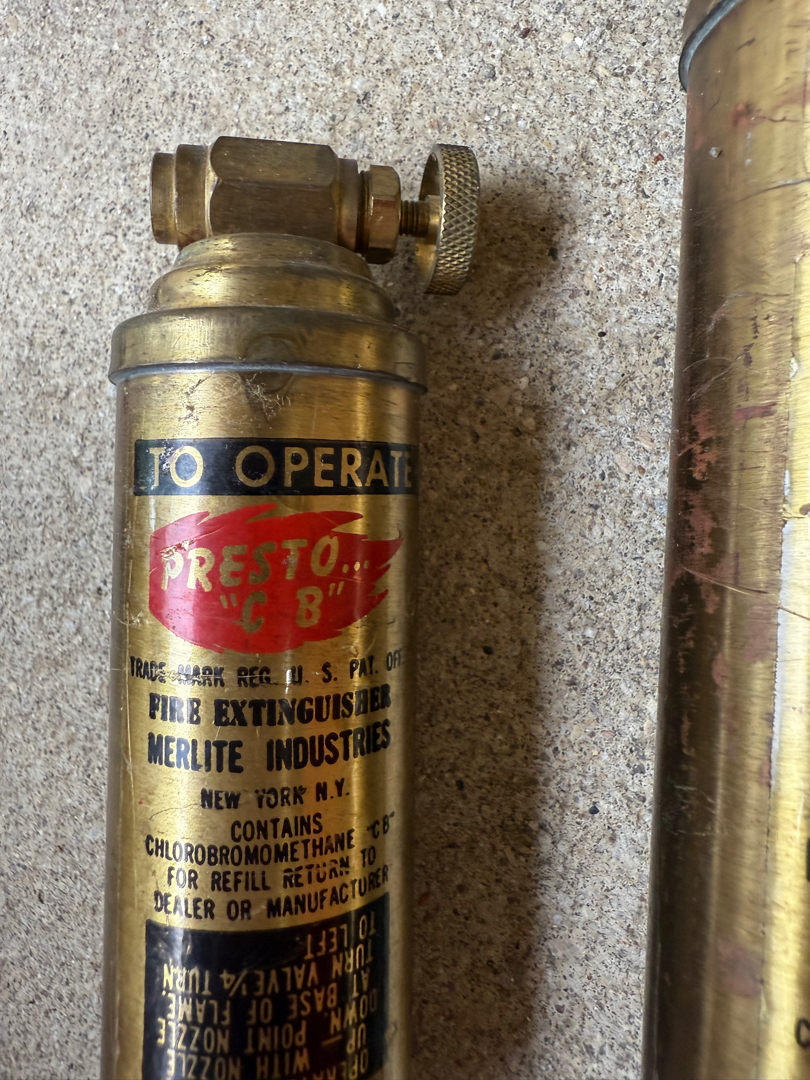 TO OPERATE
PRESTO...
"C B"
TRADE MARK REG. U. S. PAT. OFF.
FIRE EXTINGUISHER
MERLITE INDUSTRIES
NEW YORK N.Y.
CONTAINS
CHLOROBROMOMETHANE "CB"
FOR REFILL RETURN TO
DEALER OR MANUFACTURER
WITH NOZZLE
UP — POINT NOZZLE
DOWN AT BASE OF FLAME,
TURN VALVE ¼ TURN
TO LEFT.